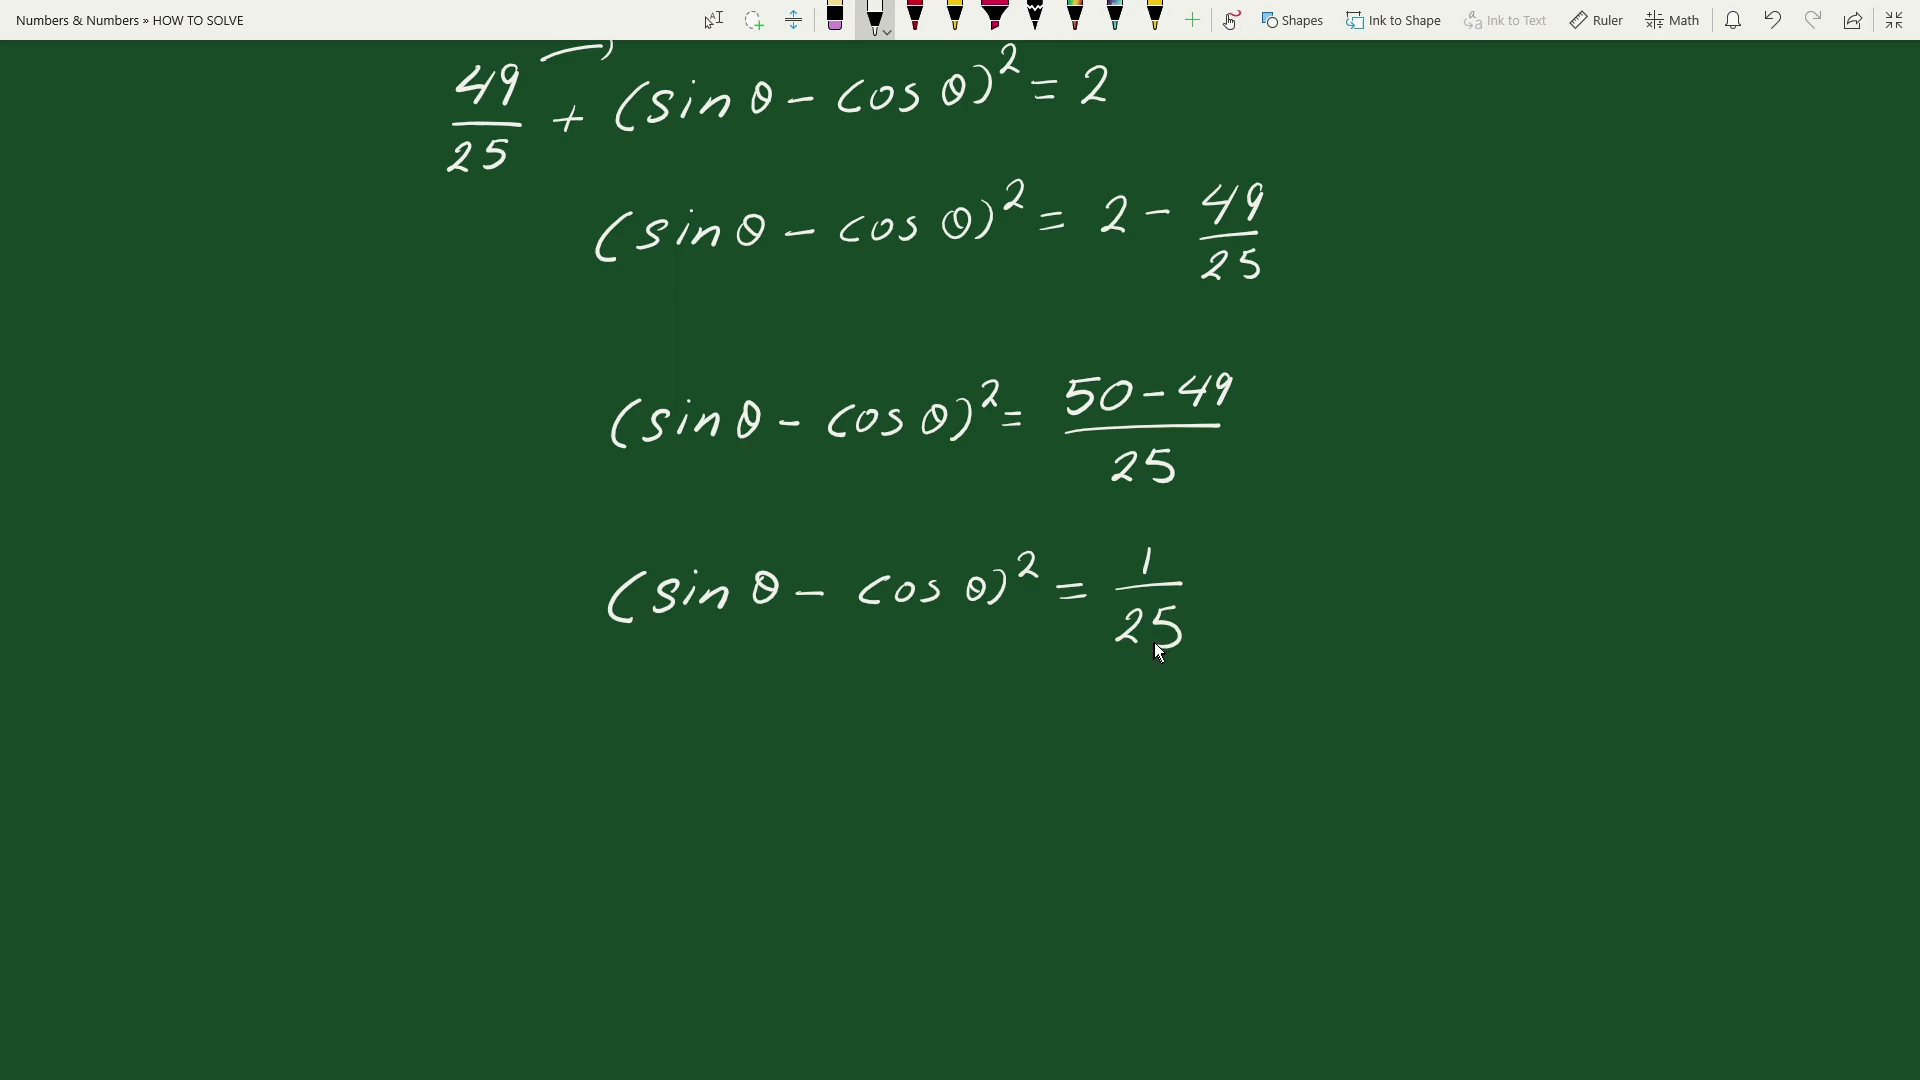 Numbers & Numbers » HOW TO SOLVE Shapes Ink to Shape Ink to Text Ruler Math
49/25 + (sin θ - cos θ)² = 2
(sin θ - cos θ)² = 2 - 49/25
(sin θ - cos θ)² = 50 - 49/25
(sin θ - cos θ)² = 1/25